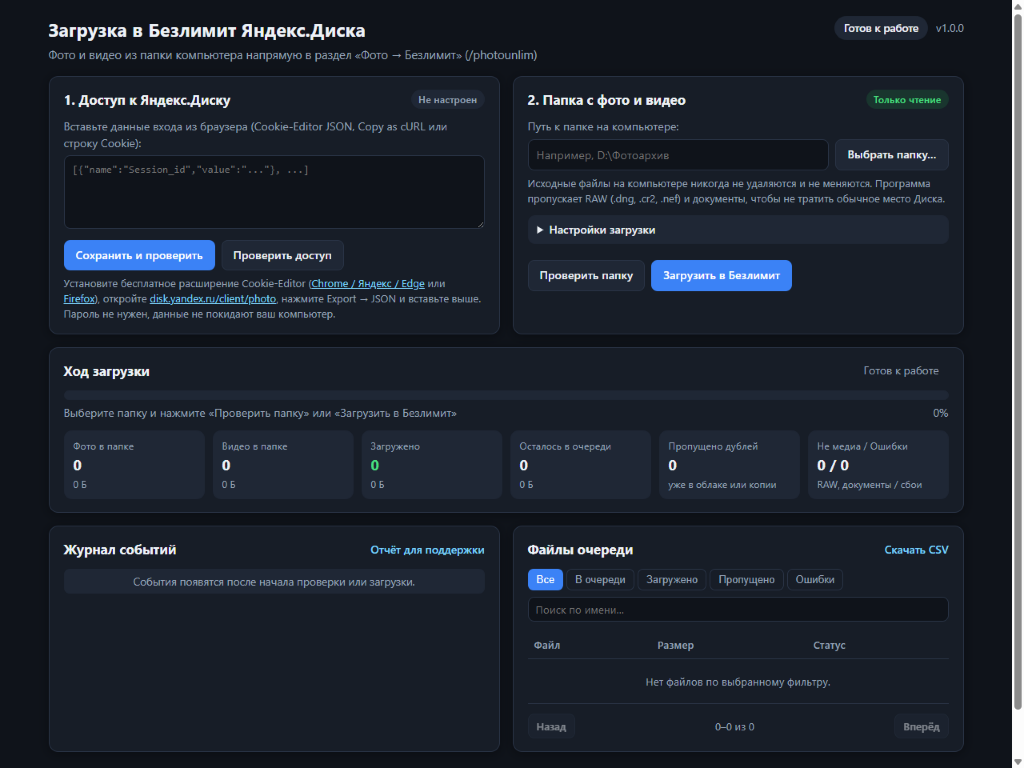 Загрузка в Безлимит Яндекс.Диска
Готов к работе
v1.0.0
Фото и видео из папки компьютера напрямую в раздел «Фото → Безлимит» (/photounlim)
1. Доступ к Яндекс.Диску
Не настроен
Вставьте данные входа из браузера (Cookie-Editor JSON, Copy as cURL или
строку Cookie):
[{"name":"Session_id","value":"..."}, ...]
Сохранить и проверить
Проверить доступ
Установите бесплатное расширение Cookie-Editor (Chrome / Яндекс / Edge или
Firefox), откройте disk.yandex.ru/client/photo, нажмите Export → JSON и вставьте выше.
Пароль не нужен, данные не покидают ваш компьютер.
2. Папка с фото и видео
Только чтение
Путь к папке на компьютере:
Например, D:\Фотоархив
Выбрать папку...
Исходные файлы на компьютере никогда не удаляются и не меняются. Программа
пропускает RAW (.dng, .cr2, .nef) и документы, чтобы не тратить обычное место Диска.
▶ Настройки загрузки
Проверить папку
Загрузить в Безлимит
Ход загрузки
Готов к работе
Выберите папку и нажмите «Проверить папку» или «Загрузить в Безлимит»
0%
Фото в папке
0
0 Б
Видео в папке
0
0 Б
Загружено
0
0 Б
Осталось в очереди
0
0 Б
Пропущено дублей
0
уже в облаке или копии
Не медиа / Ошибки
0 / 0
RAW, документы / сбои
Журнал событий
Отчёт для поддержки
События появятся после начала проверки или загрузки.
Файлы очереди
Скачать CSV
Все
В очереди
Загружено
Пропущено
Ошибки
Поиск по имени...
Файл
Размер
Статус
Нет файлов по выбранному фильтру.
Назад
0–0 из 0
Вперёд